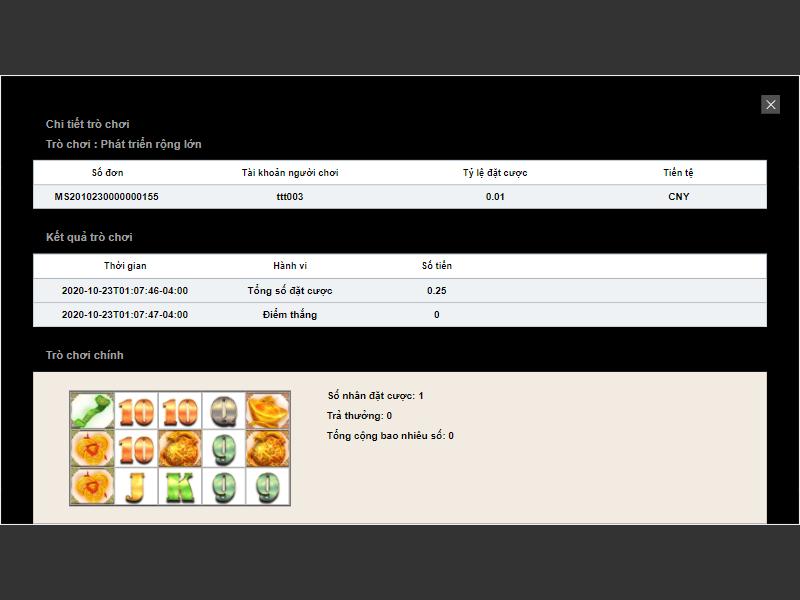 Chi tiết trò chơi
Trò chơi : Phát triển rộng lớn
Số đơn Tài khoản người chơi Tỷ lệ đặt cược Tiền tệ
MS2010230000000155 ttt003 0.01 CNY
Kết quả trò chơi
Thời gian Hành vi Số tiền
2020-10-23T01:07:46-04:00 Tổng số đặt cược 0.25
2020-10-23T01:07:47-04:00 Điểm thắng 0
Trò chơi chính
Số nhân đặt cược: 1
Trả thưởng: 0
Tổng cộng bao nhiêu số: 0
10 10 Q
10 9
J K 9 9